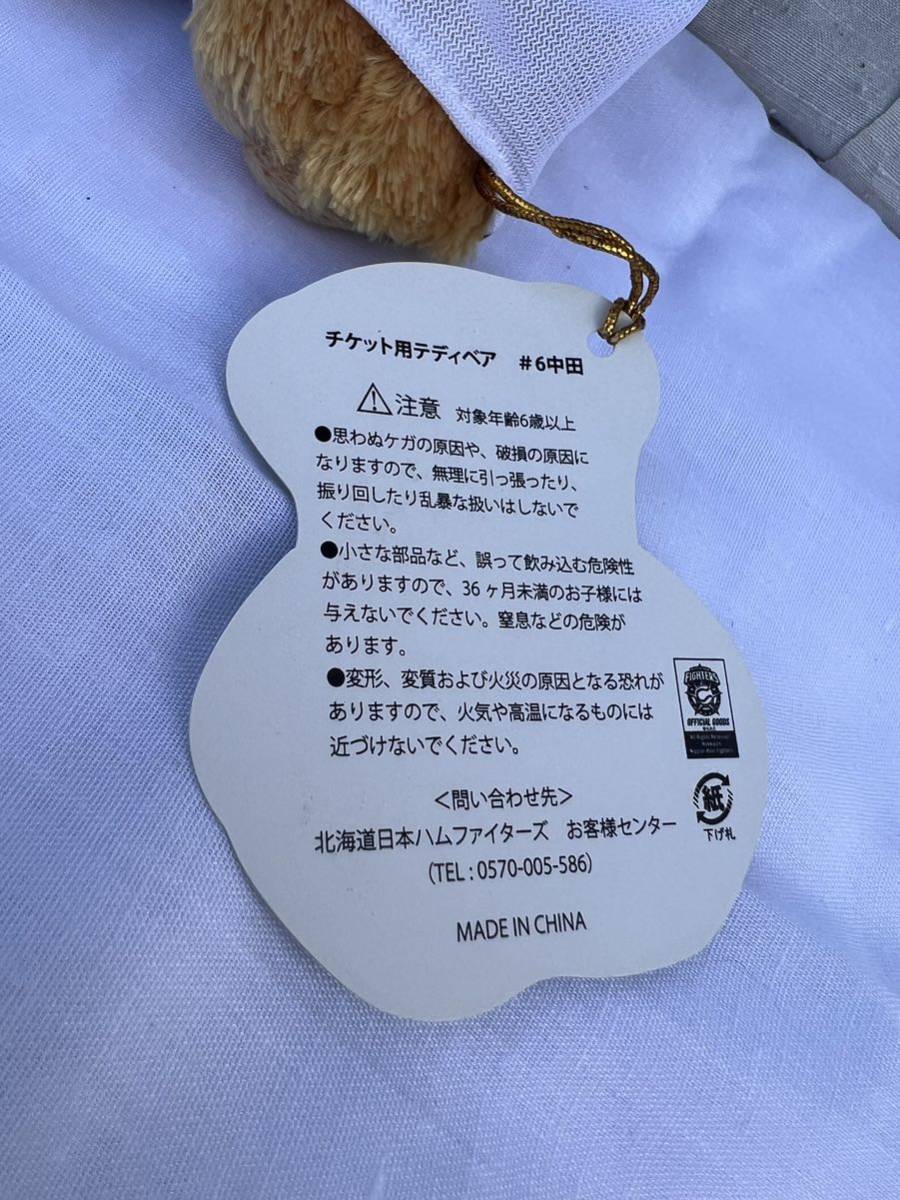 チケット用テディベア #6中田
⚠注意 対象年齢6歳以上
●思わぬケガの原因や、破損の原因に
なりますので、無理に引っ張ったり、
振り回したり乱暴な扱いはしないで
ください。
●小さな部品など、誤って飲み込む危険性
がありますので、36ヶ月未満のお子様には
与えないでください。窒息などの危険が
あります。
●変形、変質および火災の原因となる恐れが
ありますので、火気や高温になるものには
近づけないでください。
FIGHTERS
OFFICIAL GOODS
All Rights Reserved
Hokkaido
Nippon-Ham Fighters
紙
下げ札
＜問い合わせ先＞
北海道日本ハムファイターズ お客様センター
(TEL : 0570-005-586)
MADE IN CHINA